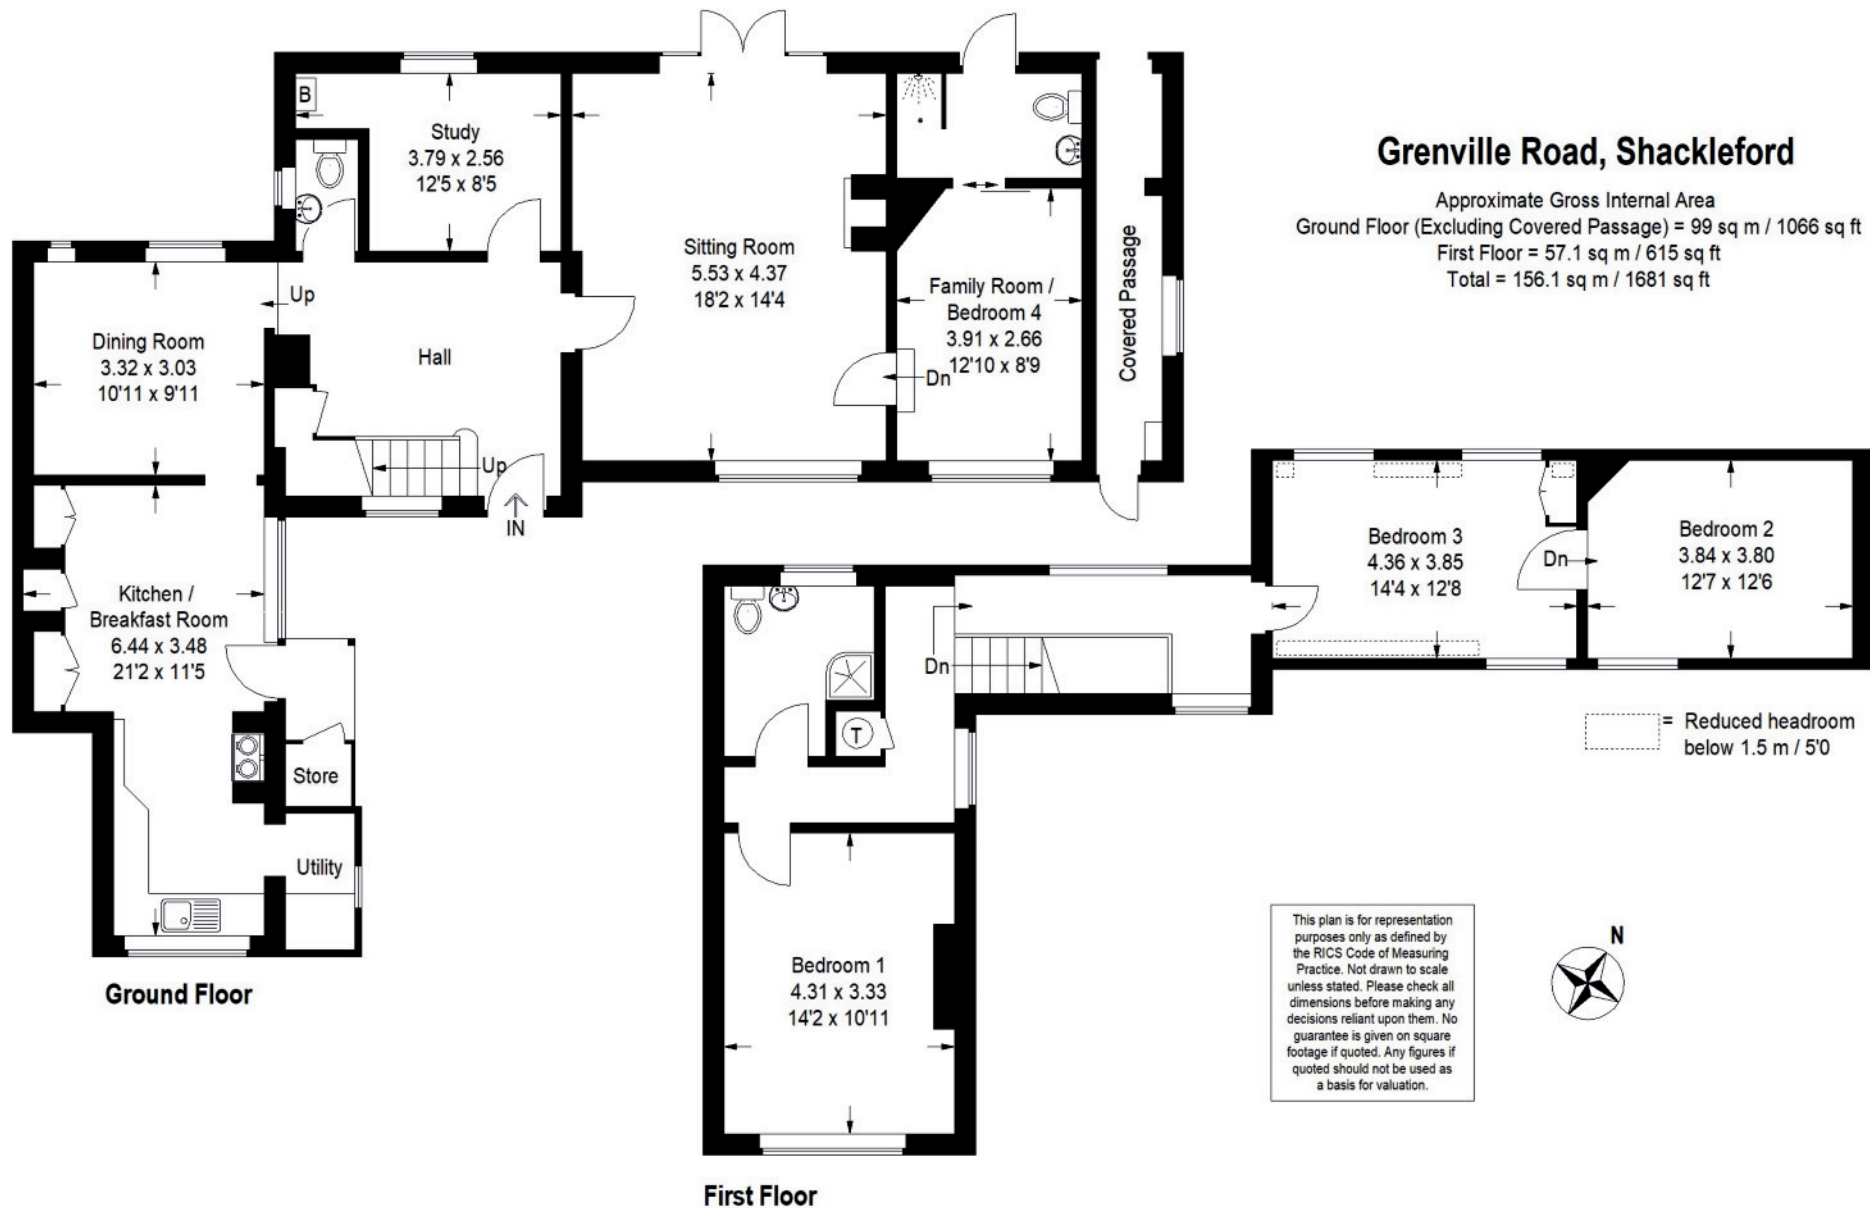 Grenville Road, Shackleford
Approximate Gross Internal Area
Ground Floor (Excluding Covered Passage) = 99 sq m / 1066 sq ft
First Floor = 57.1 sq m / 615 sq ft
Total = 156.1 sq m / 1681 sq ft
B
Study
3.79 x 2.56
12'5 x 8'5
Sitting Room
5.53 x 4.37
18'2 x 14'4
Family Room /
Bedroom 4
3.91 x 2.66
12'10 x 8'9
Dn
Covered Passage
Up
Dining Room
3.32 x 3.03
10'11 x 9'11
Hall
Up
IN
Kitchen /
Breakfast Room
6.44 x 3.48
21'2 x 11'5
Store
Utility
Ground Floor
Bedroom 3
4.36 x 3.85
14'4 x 12'8
Dn
Bedroom 2
3.84 x 3.80
12'7 x 12'6
Dn
T
= Reduced headroom
below 1.5 m / 5'0
Bedroom 1
4.31 x 3.33
14'2 x 10'11
First Floor
This plan is for representation
purposes only as defined by
the RICS Code of Measuring
Practice. Not drawn to scale
unless stated. Please check all
dimensions before making any
decisions reliant upon them. No
guarantee is given on square
footage if quoted. Any figures if
quoted should not be used as
a basis for valuation.
N